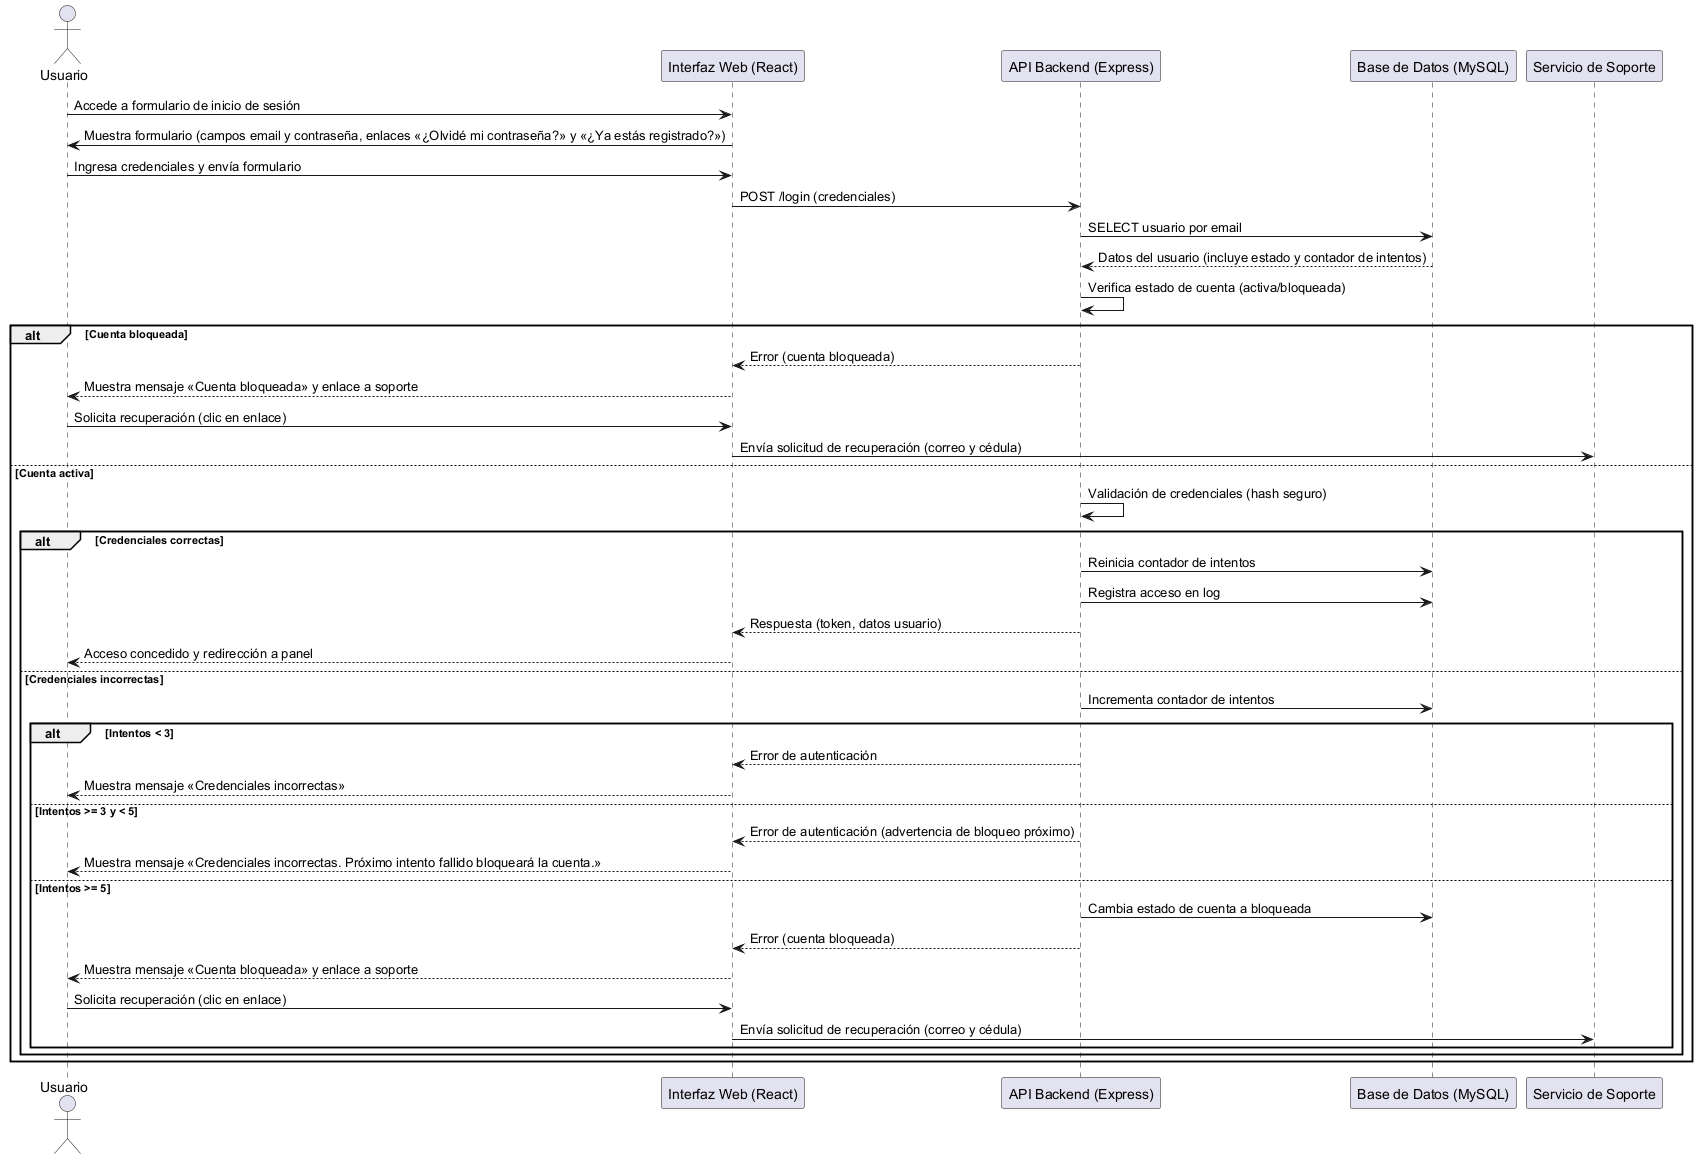 Usuario
Interfaz Web (React)
API Backend (Express)
Base de Datos (MySQL)
Servicio de Soporte
Accede a formulario de inicio de sesión
Muestra formulario (campos email y contraseña, enlaces «¿Olvidé mi contraseña?» y «¿Ya estás registrado?»)
Ingresa credenciales y envía formulario
POST /login (credenciales)
SELECT usuario por email
Datos del usuario (incluye estado y contador de intentos)
Verifica estado de cuenta (activa/bloqueada)
alt [Cuenta bloqueada]
Error (cuenta bloqueada)
Muestra mensaje «Cuenta bloqueada» y enlace a soporte
Solicita recuperación (clic en enlace)
Envía solicitud de recuperación (correo y cédula)
[Cuenta activa]
Validación de credenciales (hash seguro)
alt [Credenciales correctas]
Reinicia contador de intentos
Registra acceso en log
Respuesta (token, datos usuario)
Acceso concedido y redirección a panel
[Credenciales incorrectas]
Incrementa contador de intentos
alt [Intentos < 3]
Error de autenticación
Muestra mensaje «Credenciales incorrectas»
[Intentos >= 3 y < 5]
Error de autenticación (advertencia de bloqueo próximo)
Muestra mensaje «Credenciales incorrectas. Próximo intento fallido bloqueará la cuenta.»
[Intentos >= 5]
Cambia estado de cuenta a bloqueada
Error (cuenta bloqueada)
Muestra mensaje «Cuenta bloqueada» y enlace a soporte
Solicita recuperación (clic en enlace)
Envía solicitud de recuperación (correo y cédula)
Usuario
Interfaz Web (React)
API Backend (Express)
Base de Datos (MySQL)
Servicio de Soporte